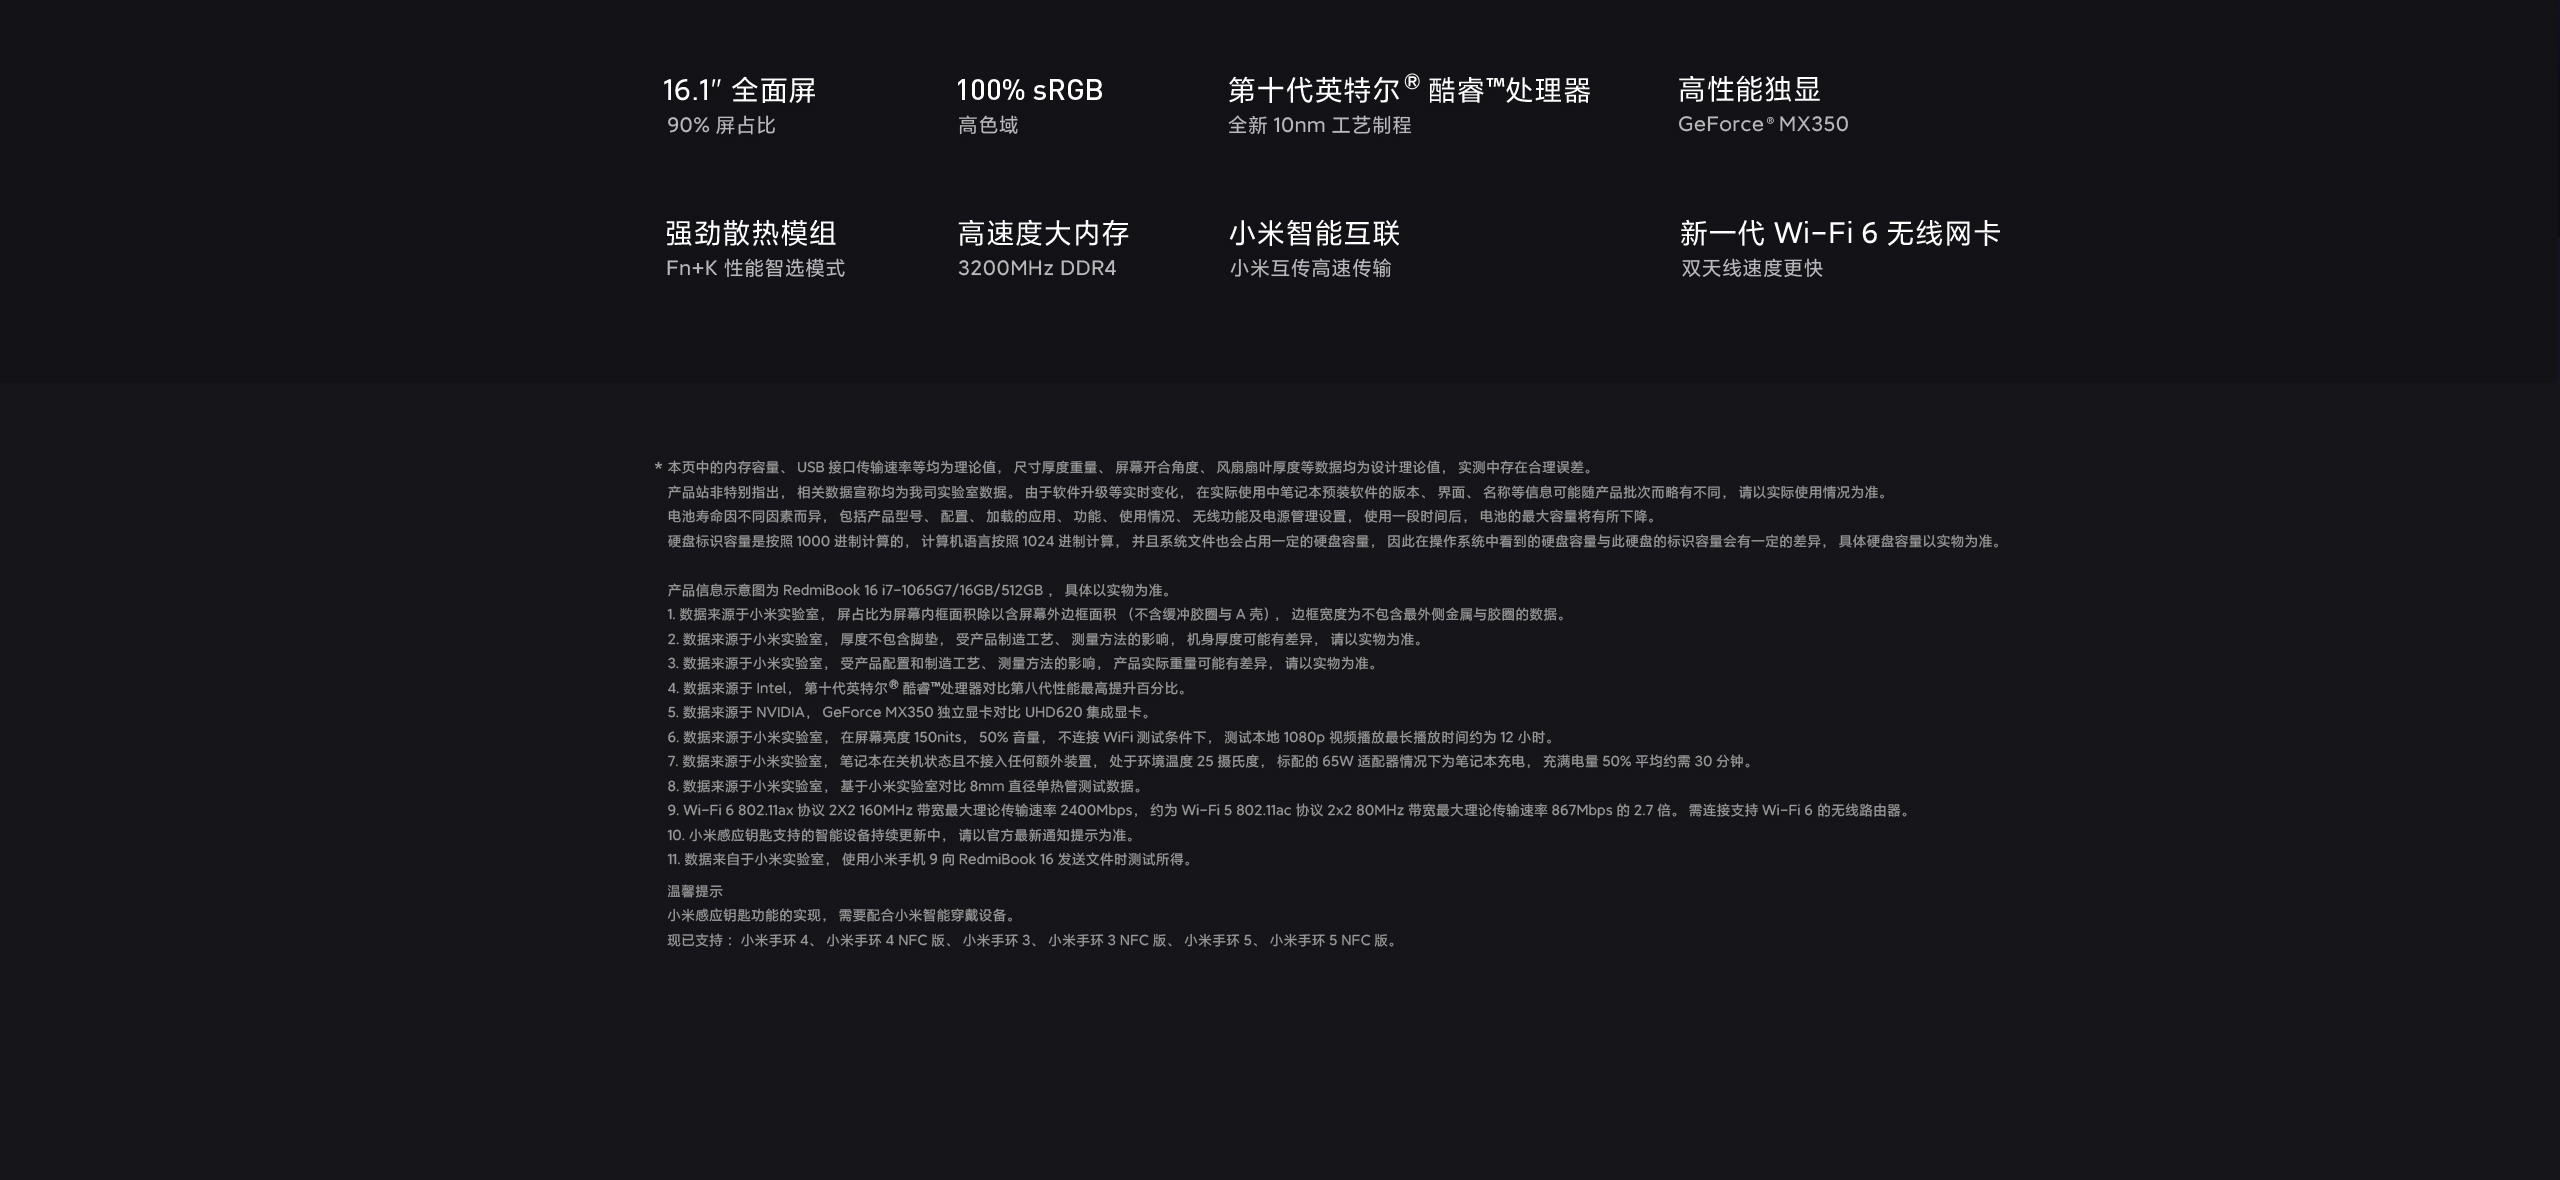 16.1″ 全面屏
90% 屏占比
100% sRGB
高色域
第十代英特尔® 酷睿™处理器
全新 10nm 工艺制程
高性能独显
GeForce® MX350
强劲散热模组
Fn+K 性能智选模式
高速度大内存
3200MHz DDR4
小米智能互联
小米互传高速传输
新一代 Wi-Fi 6 无线网卡
双天线速度更快
* 本页中的内存容量、 USB 接口传输速率等均为理论值， 尺寸厚度重量、 屏幕开合角度、 风扇扇叶厚度等数据均为设计理论值， 实测中存在合理误差。
产品站非特别指出， 相关数据宣称均为我司实验室数据。 由于软件升级等实时变化， 在实际使用中笔记本预装软件的版本、 界面、 名称等信息可能随产品批次而略有不同， 请以实际使用情况为准。
电池寿命因不同因素而异， 包括产品型号、 配置、 加载的应用、 功能、 使用情况、 无线功能及电源管理设置， 使用一段时间后， 电池的最大容量将有所下降。
硬盘标识容量是按照 1000 进制计算的， 计算机语言按照 1024 进制计算， 并且系统文件也会占用一定的硬盘容量， 因此在操作系统中看到的硬盘容量与此硬盘的标识容量会有一定的差异， 具体硬盘容量以实物为准。
产品信息示意图为 RedmiBook 16 i7-1065G7/16GB/512GB ， 具体以实物为准。
1. 数据来源于小米实验室， 屏占比为屏幕内框面积除以含屏幕外边框面积 （不含缓冲胶圈与 A 壳）， 边框宽度为不包含最外侧金属与胶圈的数据。
2. 数据来源于小米实验室， 厚度不包含脚垫， 受产品制造工艺、 测量方法的影响， 机身厚度可能有差异， 请以实物为准。
3. 数据来源于小米实验室， 受产品配置和制造工艺、 测量方法的影响， 产品实际重量可能有差异， 请以实物为准。
4. 数据来源于 Intel， 第十代英特尔® 酷睿™处理器对比第八代性能最高提升百分比。
5. 数据来源于 NVIDIA， GeForce MX350 独立显卡对比 UHD620 集成显卡。
6. 数据来源于小米实验室， 在屏幕亮度 150nits， 50% 音量， 不连接 WiFi 测试条件下， 测试本地 1080p 视频播放最长播放时间约为 12 小时。
7. 数据来源于小米实验室， 笔记本在关机状态且不接入任何额外装置， 处于环境温度 25 摄氏度， 标配的 65W 适配器情况下为笔记本充电， 充满电量 50% 平均约需 30 分钟。
8. 数据来源于小米实验室， 基于小米实验室对比 8mm 直径单热管测试数据。
9. Wi-Fi 6 802.11ax 协议 2X2 160MHz 带宽最大理论传输速率 2400Mbps， 约为 Wi-Fi 5 802.11ac 协议 2x2 80MHz 带宽最大理论传输速率 867Mbps 的 2.7 倍。 需连接支持 Wi-Fi 6 的无线路由器。
10. 小米感应钥匙支持的智能设备持续更新中， 请以官方最新通知提示为准。
11. 数据来自于小米实验室， 使用小米手机 9 向 RedmiBook 16 发送文件时测试所得。
温馨提示
小米感应钥匙功能的实现， 需要配合小米智能穿戴设备。
现已支持 ： 小米手环 4、 小米手环 4 NFC 版、 小米手环 3、 小米手环 3 NFC 版、 小米手环 5、 小米手环 5 NFC 版。